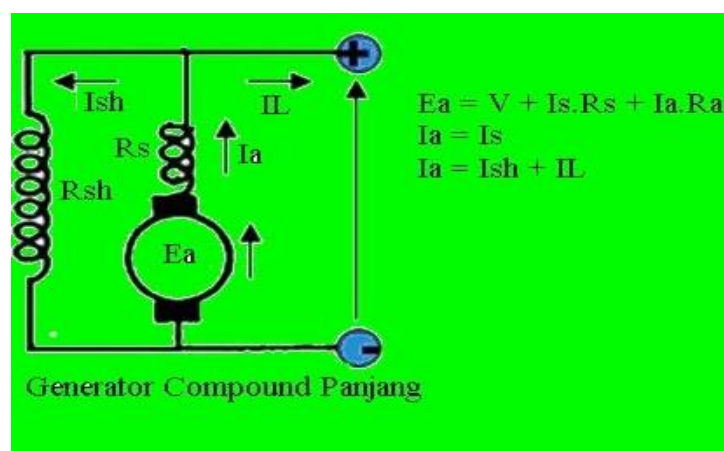 +
Ish
IL
Ea = V + Is.Rs + Ia.Ra
Ia = Is
Ia = Ish + IL
Rs
Ia
Rsh
Ea
-
Generator Compound Panjang